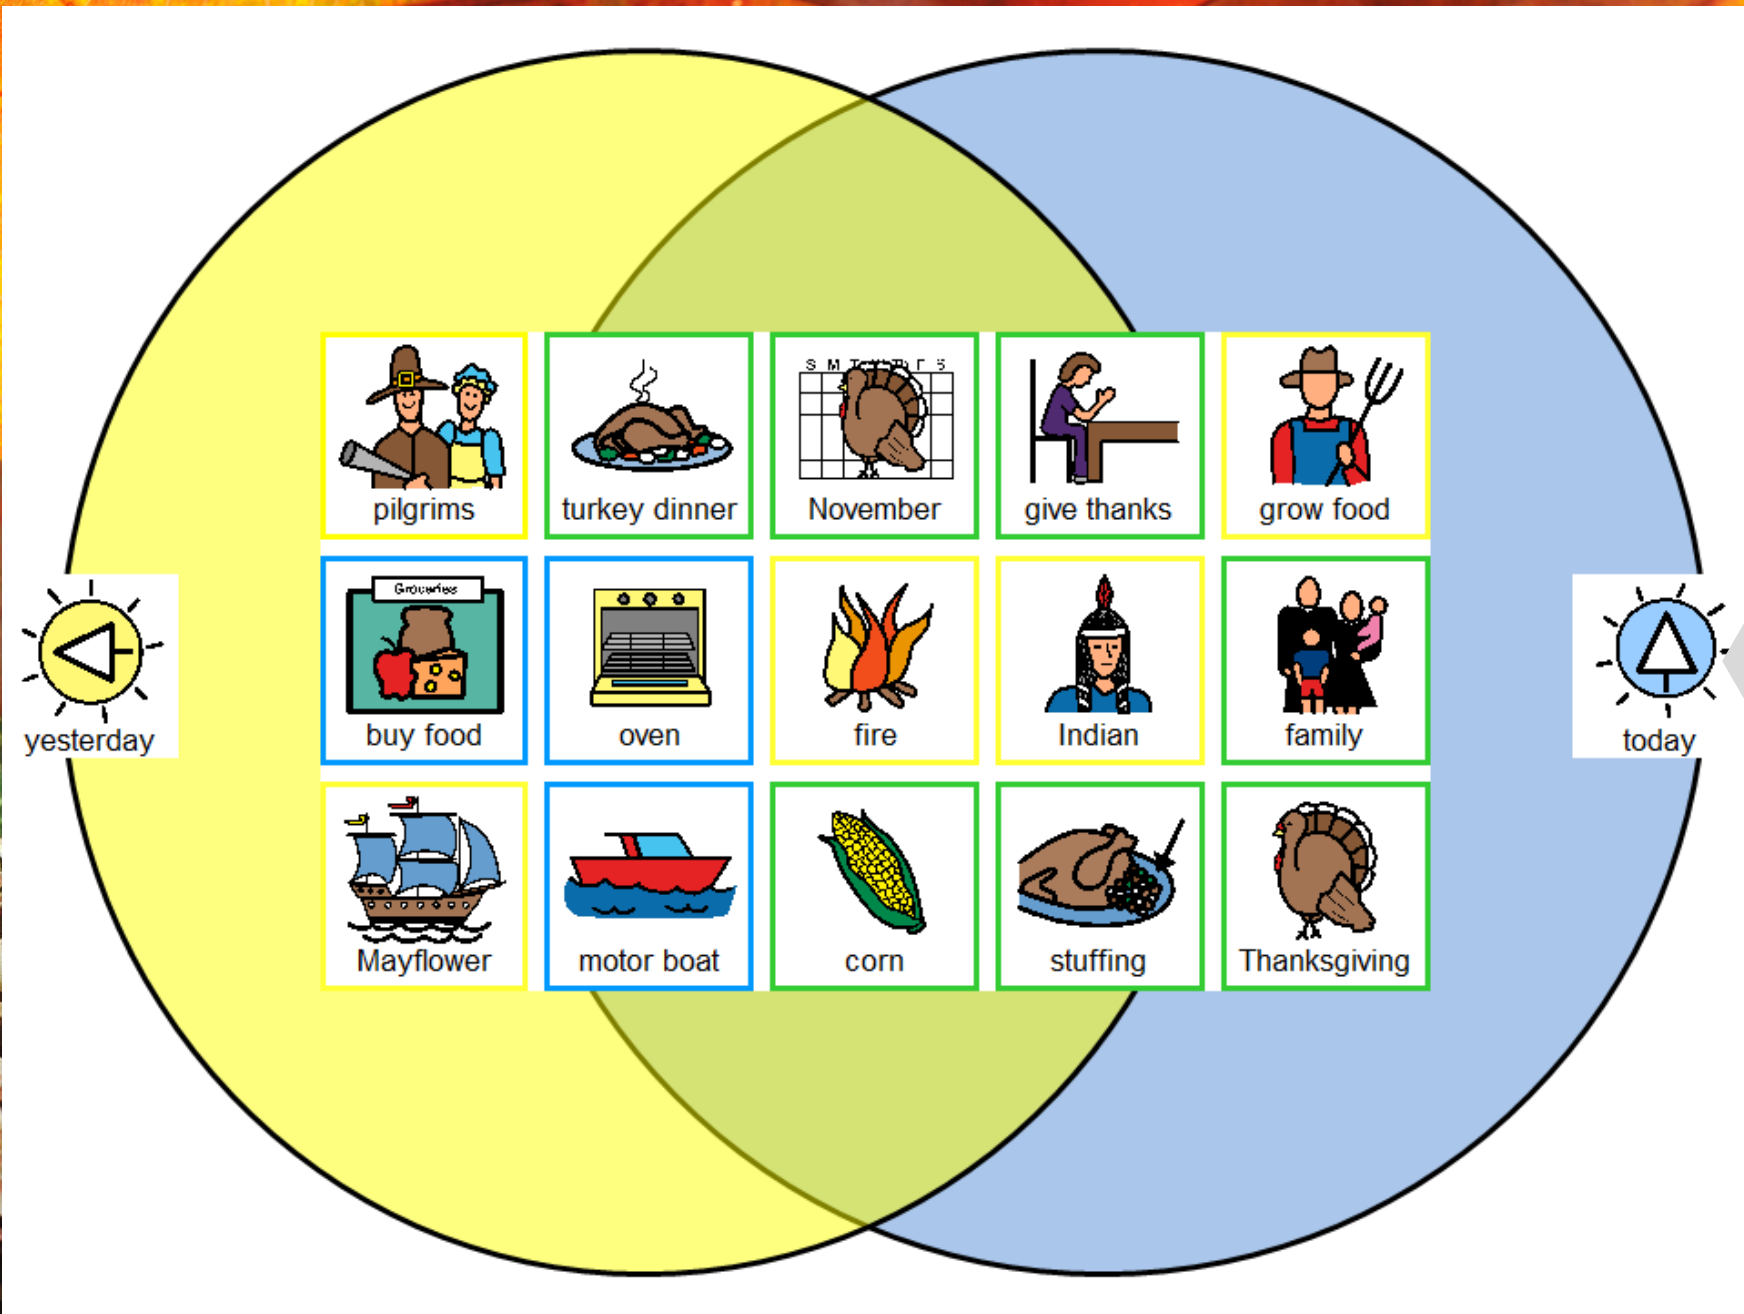 S M T W T F S
pilgrims
turkey dinner
November
give thanks
grow food
Groceries
buy food
oven
fire
Indian
family
yesterday
today
Mayflower
motor boat
corn
stuffing
Thanksgiving